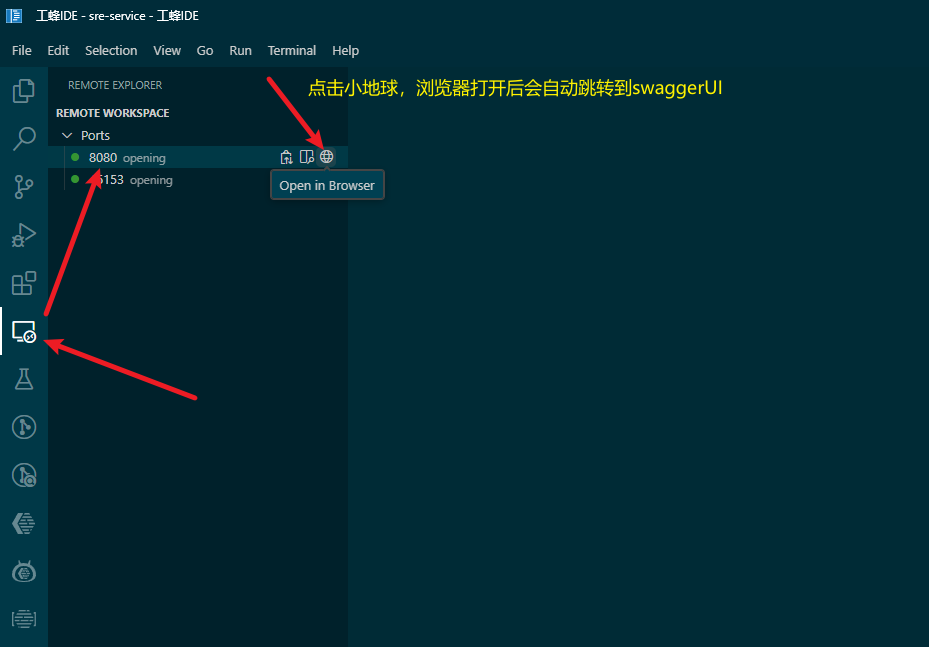 工蜂IDE - sre-service - 工蜂IDE
File Edit Selection View Go Run Terminal Help
REMOTE EXPLORER
点击小地球，浏览器打开后会自动跳转到swaggerUI
REMOTE WORKSPACE
Ports
8080 opening
opening
Open in Browser